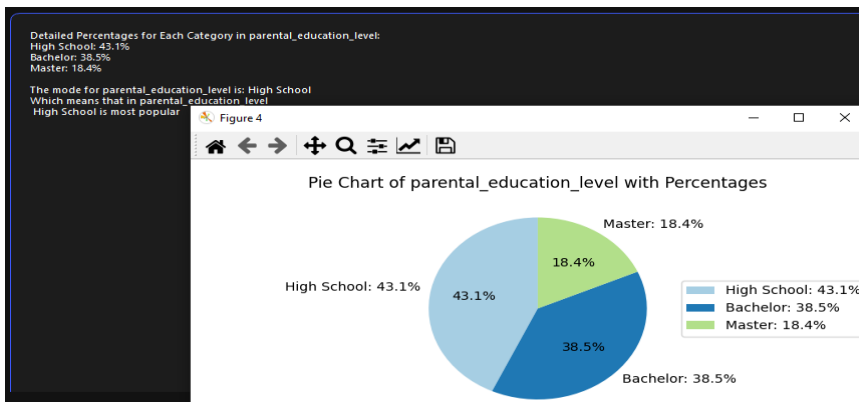 Detailed Percentages for Each Category in parental_education_level:
High School: 43.1%
Bachelor: 38.5%
Master: 18.4%
The mode for parental_education_level is: High School
Which means that in parental_education_level
High School is most popular
Figure 4
Pie Chart of parental_education_level with Percentages
Master: 18.4%
18.4%
High School: 43.1%
43.1%
38.5%
Bachelor: 38.5%
High School: 43.1%
Bachelor: 38.5%
Master: 18.4%